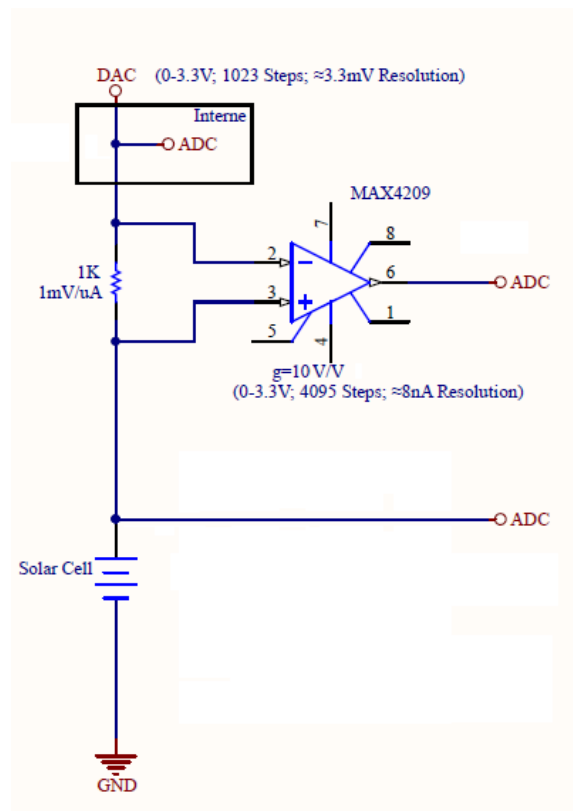 DAC (0-3.3V; 1023 Steps; ≈3.3mV Resolution)
Interne
ADC
MAX4209
7
8
2
1K
6
ADC
1mV/uA
3
1
5
4
g=10 V/V
(0-3.3V; 4095 Steps; ≈8nA Resolution)
ADC
Solar Cell
GND